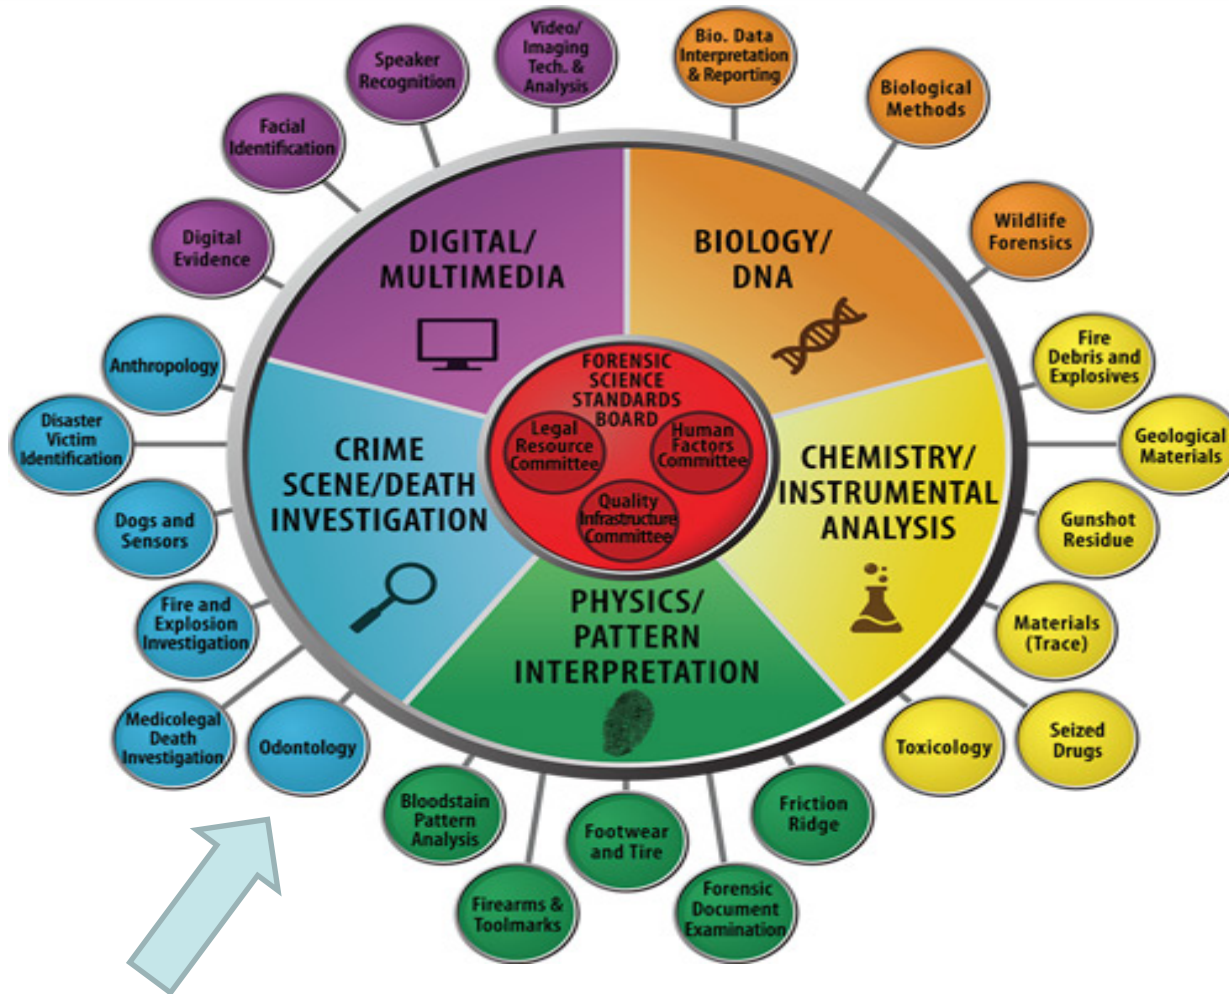 Video/
Imaging
Tech. &
Analysis
Bio. Data
Interpretation
& Reporting
Speaker
Recognition
Biological
Methods
Facial
Identification
Wildlife
Forensics
Digital
Evidence
DIGITAL/
MULTIMEDIA
BIOLOGY/
DNA
Anthropology
Fire
Debris and
Explosives
Disaster
Victim
Identification
Geological
Materials
FORENSIC
SCIENCE
STANDARDS
BOARD
Legal
Resource
Committee
Human
Factors
Committee
Quality
Infrastructure
Committee
CRIME
SCENE/DEATH
INVESTIGATION
CHEMISTRY/
INSTRUMENTAL
ANALYSIS
Dogs and
Sensors
Gunshot
Residue
Fire and
Explosion
Investigation
Materials
(Trace)
PHYSICS/
PATTERN
INTERPRETATION
Medicolegal
Death
Investigation
Odontology
Toxicology
Seized
Drugs
Bloodstain
Pattern
Analysis
Footwear
and Tire
Friction
Ridge
Firearms &
Toolmarks
Forensic
Document
Examination